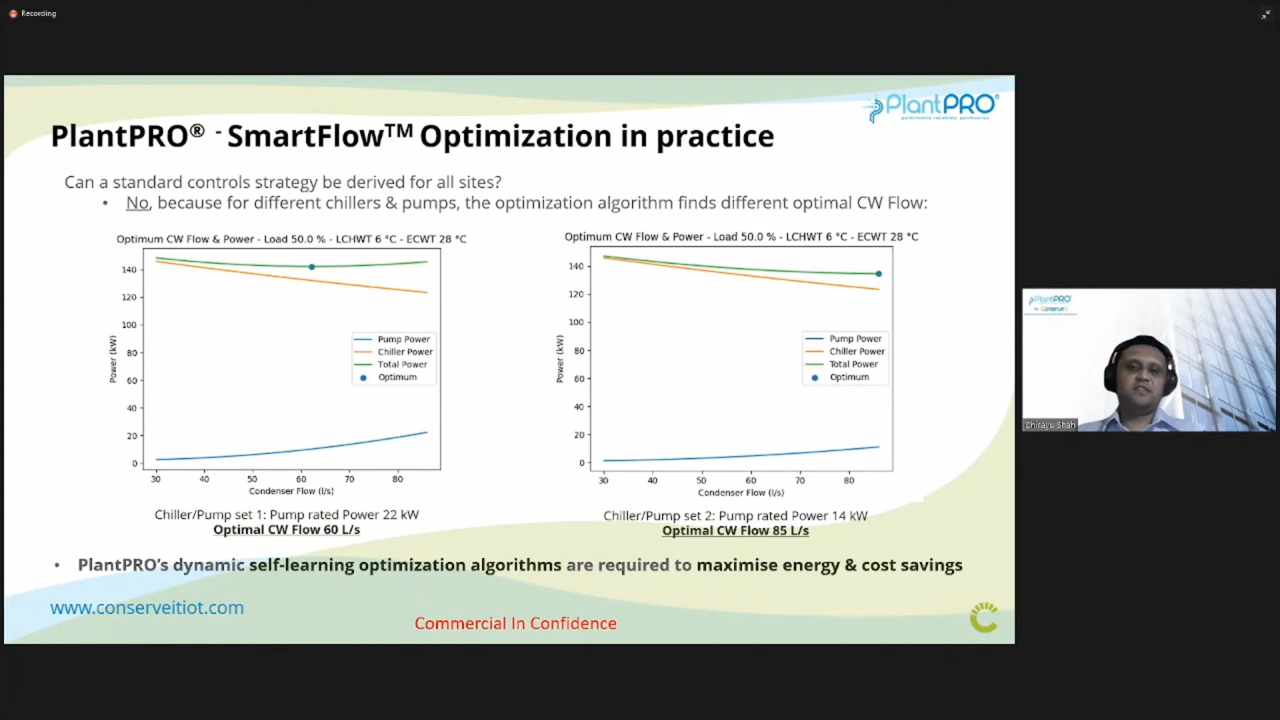 Recording
PlantPRO®
performance reliability optimisation
PlantPRO® - SmartFlow™ Optimization in practice
Can a standard controls strategy be derived for all sites?
• No, because for different chillers & pumps, the optimization algorithm finds different optimal CW Flow:
Optimum CW Flow & Power - Load 50.0 % - LCHWT 6 °C - ECWT 28 °C
140
120
100
80
60
40
20
0
Power (kW)
Pump Power
Chiller Power
Total Power
Optimum
30 40 50 60 70 80
Condenser Flow (l/s)
Chiller/Pump set 1: Pump rated Power 22 kW
Optimal CW Flow 60 L/s
Optimum CW Flow & Power - Load 50.0 % - LCHWT 6 °C - ECWT 28 °C
140
120
100
80
60
40
20
0
Power (kW)
Pump Power
Chiller Power
Total Power
Optimum
30 40 50 60 70 80
Condenser Flow (l/s)
Chiller/Pump set 2: Pump rated Power 14 kW
Optimal CW Flow 85 L/s
• PlantPRO's dynamic self-learning optimization algorithms are required to maximise energy & cost savings
www.conserveitiot.com
Commercial In Confidence
PlantPRO
Chirayu Shah